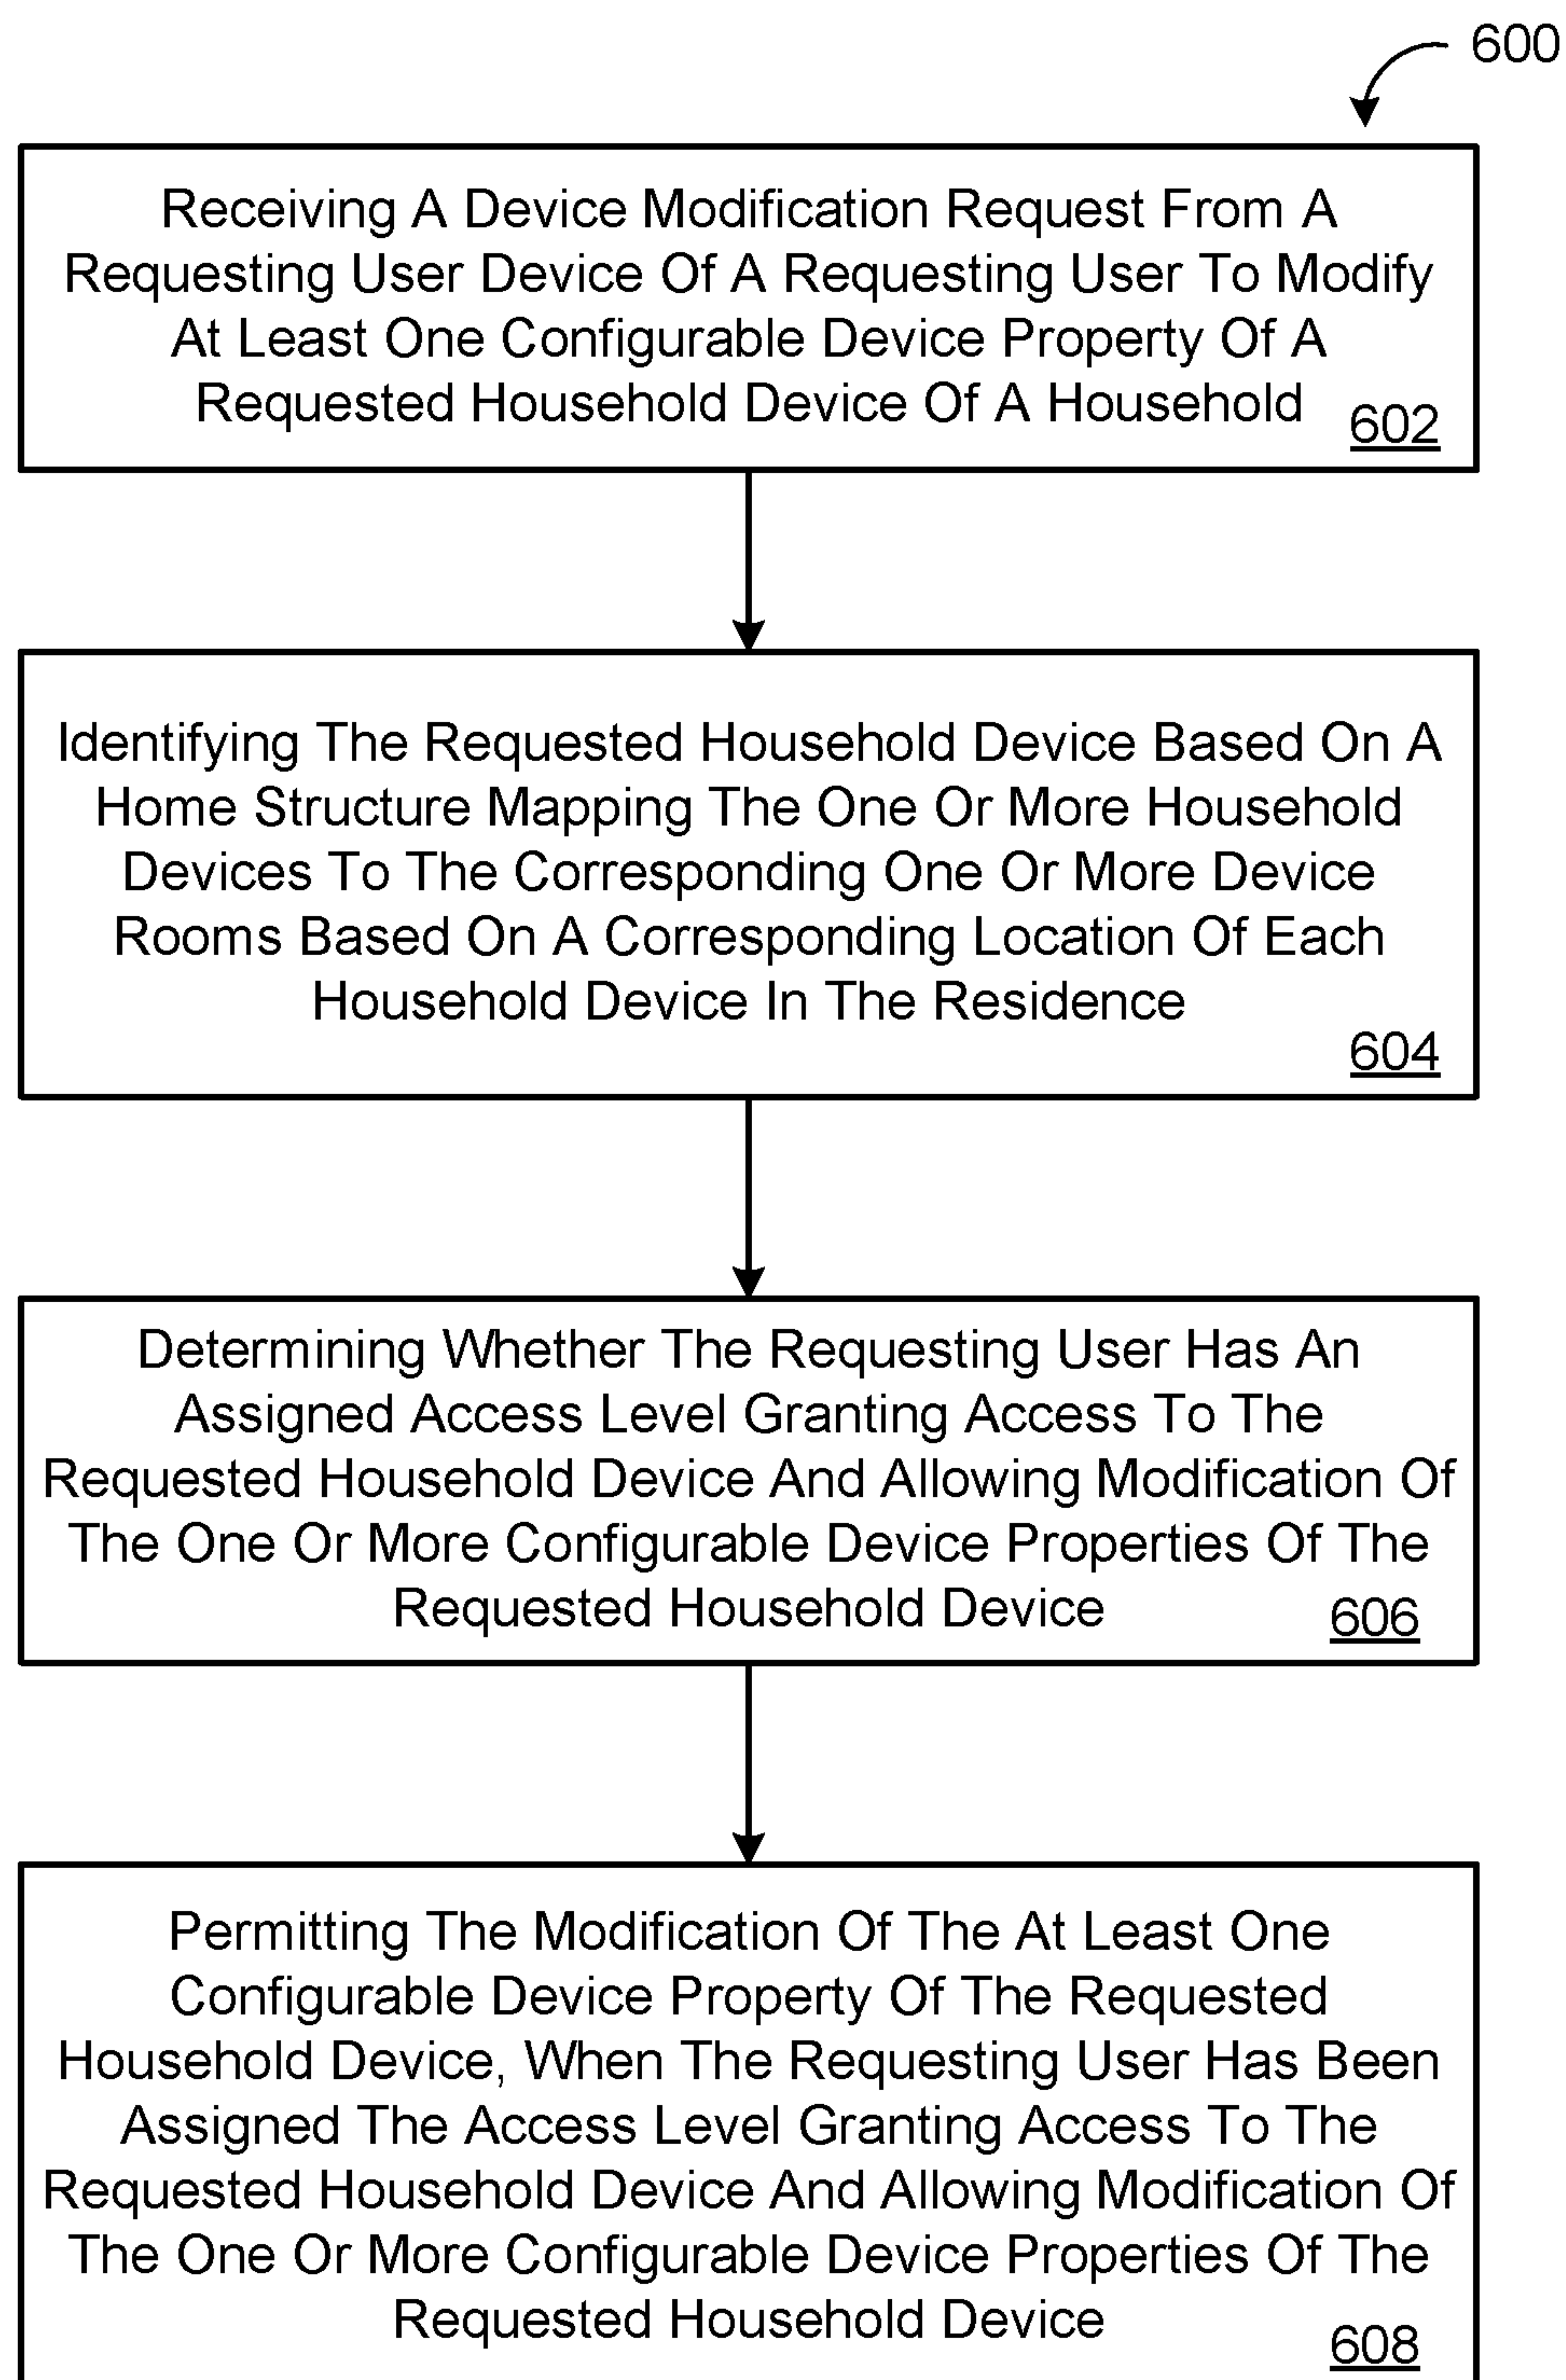 600
Receiving A Device Modification Request From A
Requesting User Device Of A Requesting User To Modify
At Least One Configurable Device Property Of A
Requested Household Device Of A Household
602
Identifying The Requested Household Device Based On A
Home Structure Mapping The One Or More Household
Devices To The Corresponding One Or More Device
Rooms Based On A Corresponding Location Of Each
Household Device In The Residence
604
Determining Whether The Requesting User Has An
Assigned Access Level Granting Access To The
Requested Household Device And Allowing Modification Of
The One Or More Configurable Device Properties Of The
Requested Household Device
606
Permitting The Modification Of The At Least One
Configurable Device Property Of The Requested
Household Device, When The Requesting User Has Been
Assigned The Access Level Granting Access To The
Requested Household Device And Allowing Modification Of
The One Or More Configurable Device Properties Of The
Requested Household Device
608